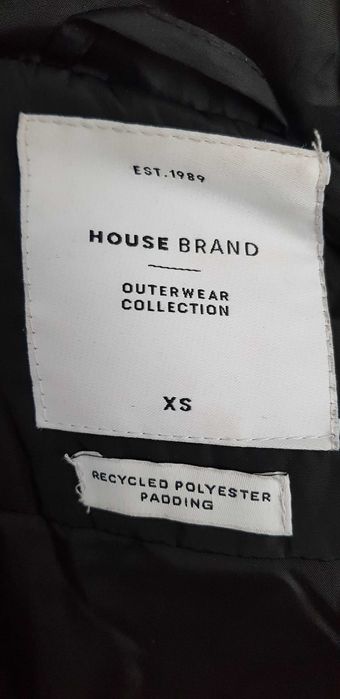 EST.1989
HOUSE BRAND
OUTERWEAR
COLLECTION
XS
RECYCLED POLYESTER
PADDING